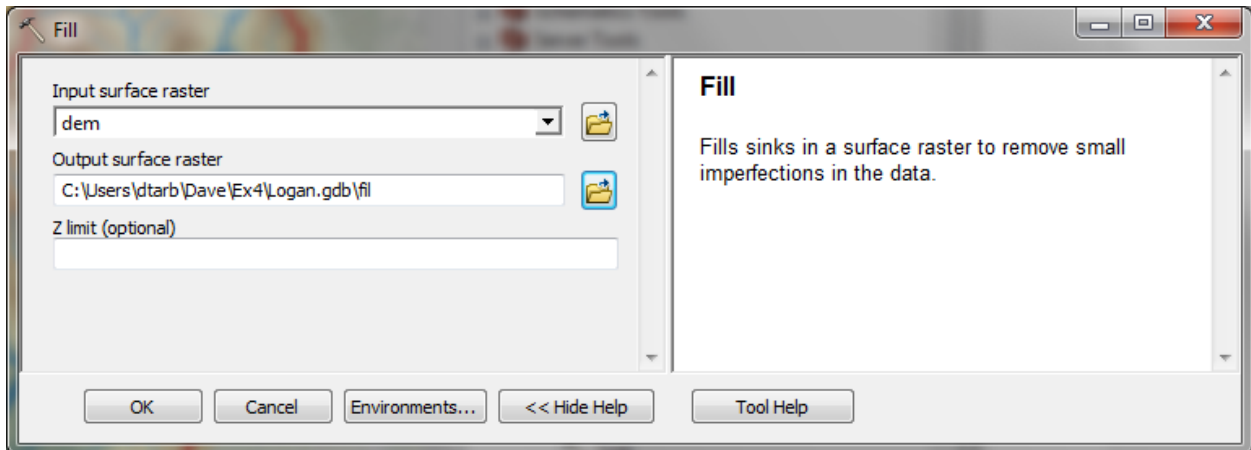 Fill
Input surface raster
dem
Output surface raster
C:\Users\dtarb\Dave\Ex4\Logan.gdb\fil
Z limit (optional)
Fill
Fills sinks in a surface raster to remove small
imperfections in the data.
OK
Cancel
Environments...
<< Hide Help
Tool Help